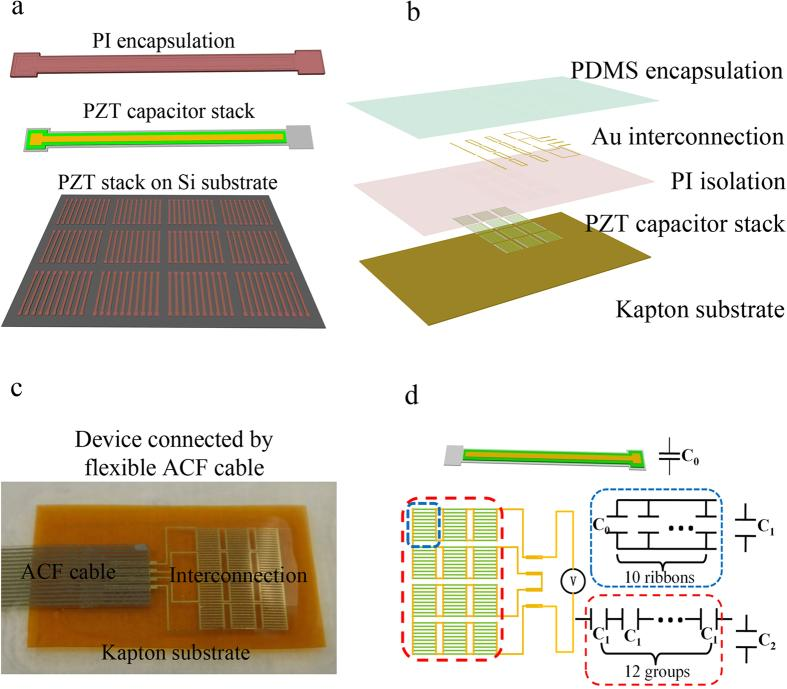 a
PI encapsulation
PZT capacitor stack
PZT stack on Si substrate
b
PDMS encapsulation
Au interconnection
PI isolation
PZT capacitor stack
Kapton substrate
c
Device connected by
flexible ACF cable
ACF cable
Interconnection
Kapton substrate
d
C0
V
C0
10 ribbons
C1
C1 C1 C1
12 groups
C2